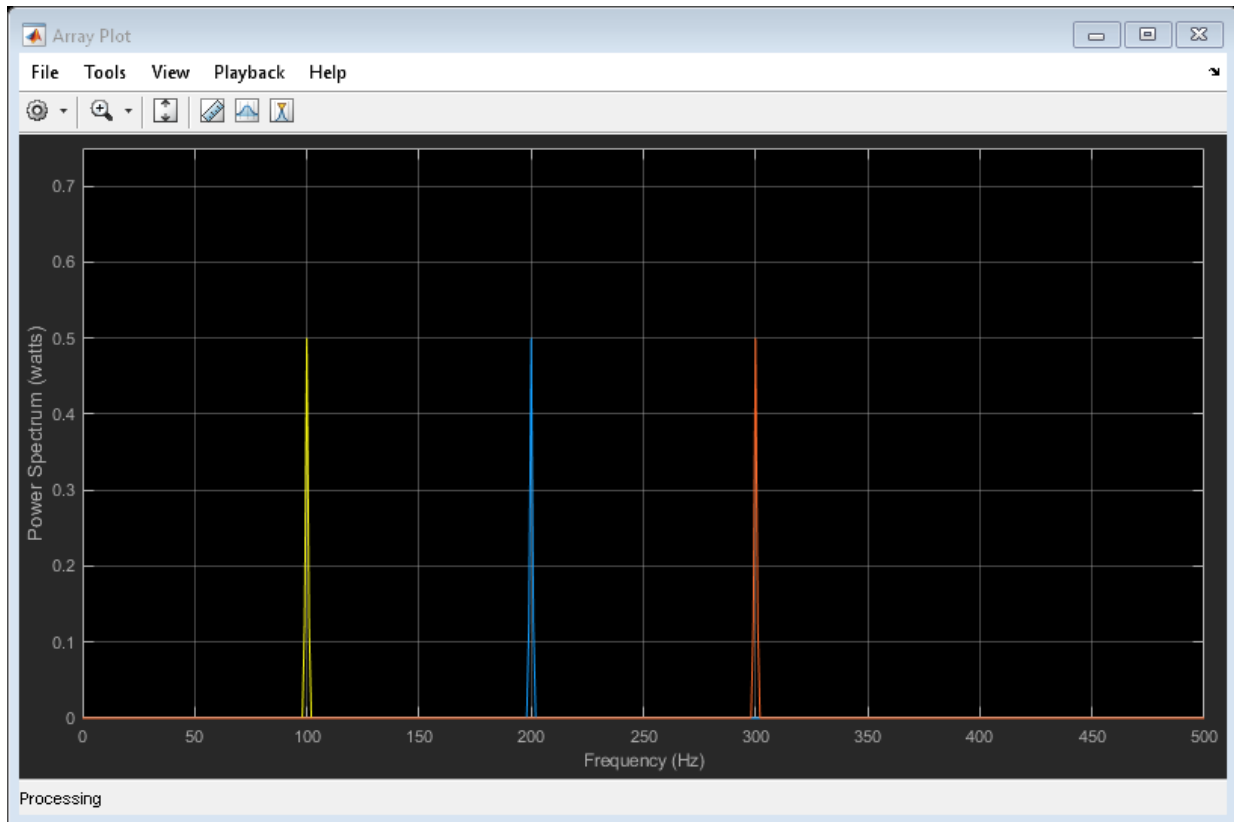 Array Plot
File Tools View Playback Help
Power Spectrum (watts)
0.7
0.6
0.5
0.4
0.3
0.2
0.1
0
0 50 100 150 200 250 300 350 400 450 500
Frequency (Hz)
Processing